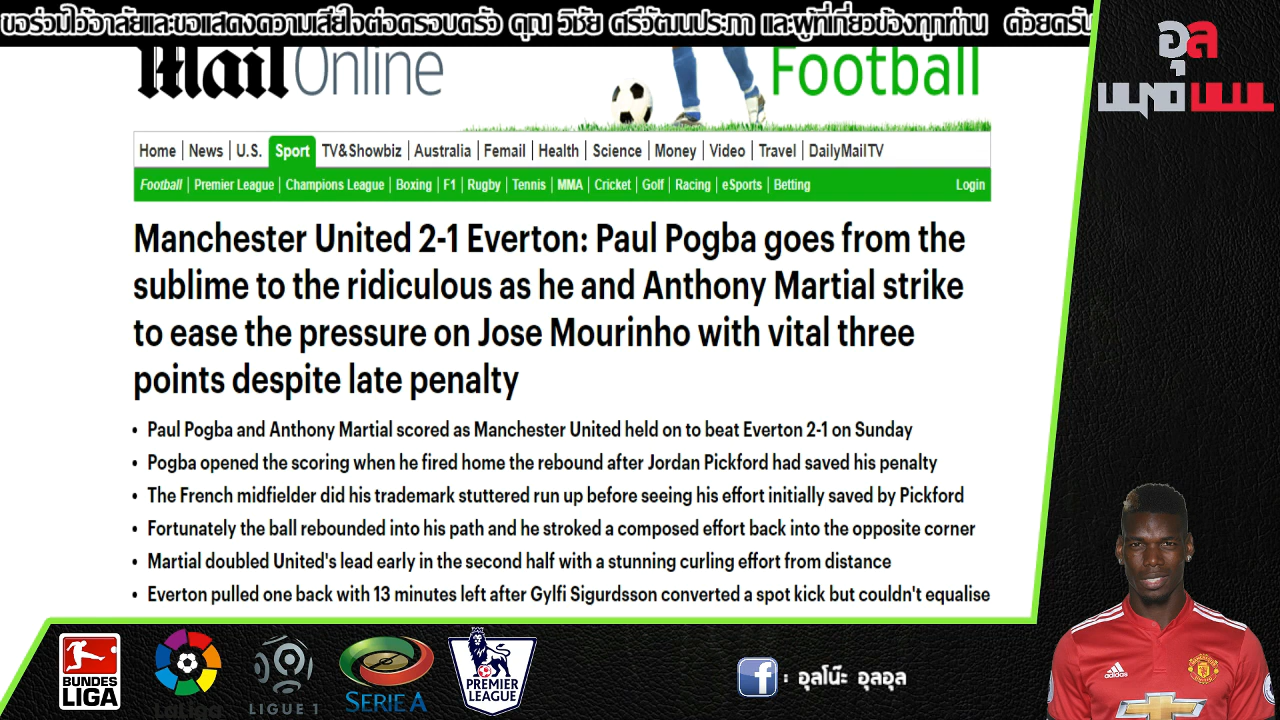 ขอร่วมไว้อาลัยและขอแสดงความเสียใจต่อครอบครัว คุณ วิชัย ศรีวัฒนประภา และผู้ที่เกี่ยวข้องทุกท่าน ด้วยครับ
Mail Online Football
Home News U.S. Sport TV&Showbiz Australia Femail Health Science Money Video Travel DailyMailTV
Football Premier League Champions League Boxing F1 Rugby Tennis MMA Cricket Golf Racing eSports Betting Login
Manchester United 2-1 Everton: Paul Pogba goes from the
sublime to the ridiculous as he and Anthony Martial strike
to ease the pressure on Jose Mourinho with vital three
points despite late penalty
• Paul Pogba and Anthony Martial scored as Manchester United held on to beat Everton 2-1 on Sunday
• Pogba opened the scoring when he fired home the rebound after Jordan Pickford had saved his penalty
• The French midfielder did his trademark stuttered run up before seeing his effort initially saved by Pickford
• Fortunately the ball rebounded into his path and he stroked a composed effort back into the opposite corner
• Martial doubled United's lead early in the second half with a stunning curling effort from distance
• Everton pulled one back with 13 minutes left after Gylfi Sigurdsson converted a spot kick but couldn't equalise
BUNDES
LIGA
LaLiga
LIGUE 1
SERIE A
PREMIER
LEAGUE
f : อุลโน๊ะ อุลอุล
อุล
adidas